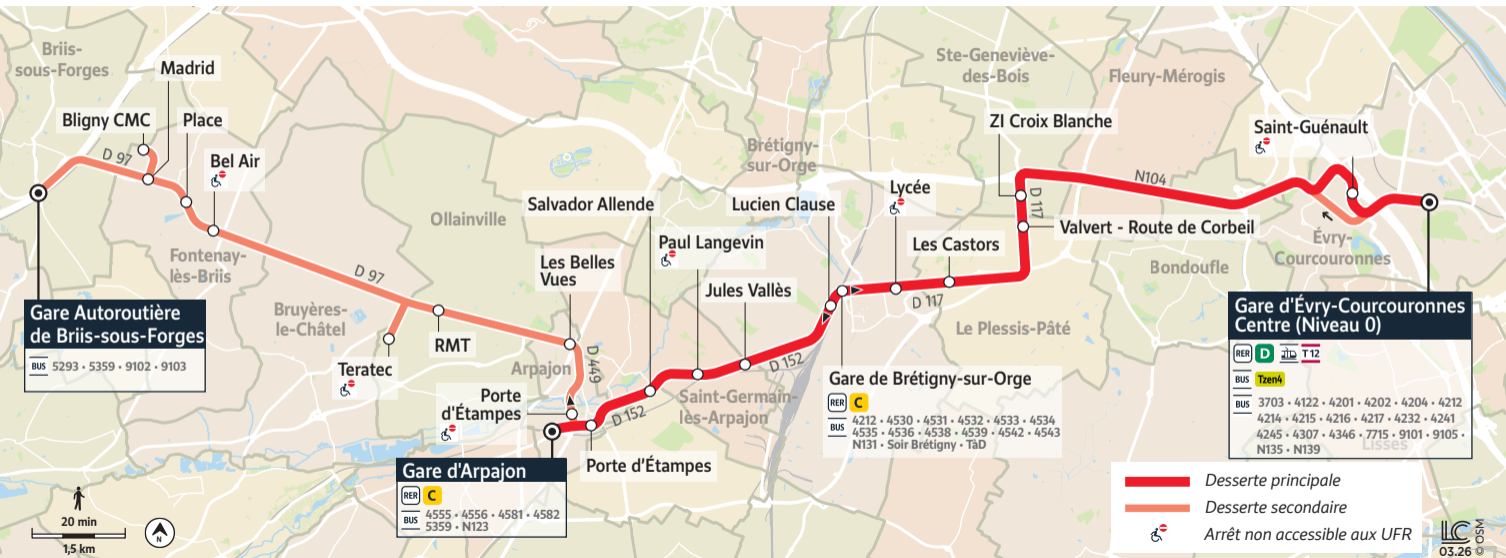 Briis-
sous-Forges
Madrid
Bligny CMC
Place
D 97
Bel Air
Fontenay-
lès-Briis
Ollainville
D 97
Gare Autoroutière
de Briis-sous-Forges
BUS 5293 • 5359 • 9102 • 9103
Bruyères-
le-Châtel
Teratec
RMT
Les Belles
Vues
Arpajon
D 449
Porte
d'Étampes
Gare d'Arpajon
RER C
BUS 4555 • 4556 • 4581 • 4582
5359 • N123
Porte d'Étampes
D 152
Salvador Allende
Paul Langevin
Jules Vallès
Saint-Germain-
lès-Arpajon
D 152
Brétigny-
sur-Orge
Lucien Clause
Lycée
Les Castors
D 117
Gare de Brétigny-sur-Orge
RER C
BUS 4212 • 4530 • 4531 • 4532 • 4533 • 4534
4535 • 4536 • 4538 • 4539 • 4542 • 4543
N131 • Soir Brétigny • TàD
Ste-Geneviève-
des-Bois
Fleury-Mérogis
ZI Croix Blanche
D 117
N104
Valvert - Route de Corbeil
Le Plessis-Pâté
Bondoufle
Saint-Guénault
Évry-
Courcouronnes
Gare d'Évry-Courcouronnes
Centre (Niveau 0)
RER D T 12
BUS Tzen4
BUS 3703 • 4122 • 4201 • 4202 • 4204 • 4212
4214 • 4215 • 4216 • 4217 • 4232 • 4241
4245 • 4307 • 4346 • 7715 • 9101 • 9105 •
N135 • N139
Lisses
Desserte principale
Desserte secondaire
Arrêt non accessible aux UFR
20 min
1,5 km
N
LC
03.26
© OSM